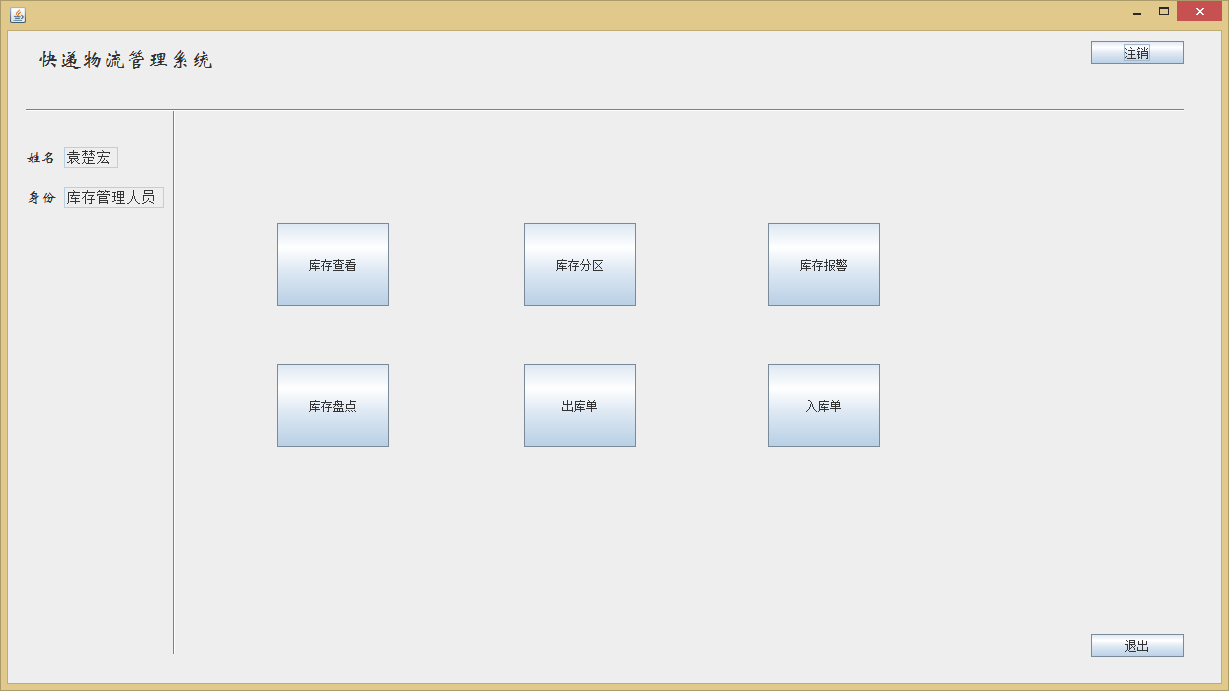 快递物流管理系统
注销
姓名 袁楚宏
身份 库存管理人员
库存查看 库存分区 库存报警
库存盘点 出库单 入库单
退出